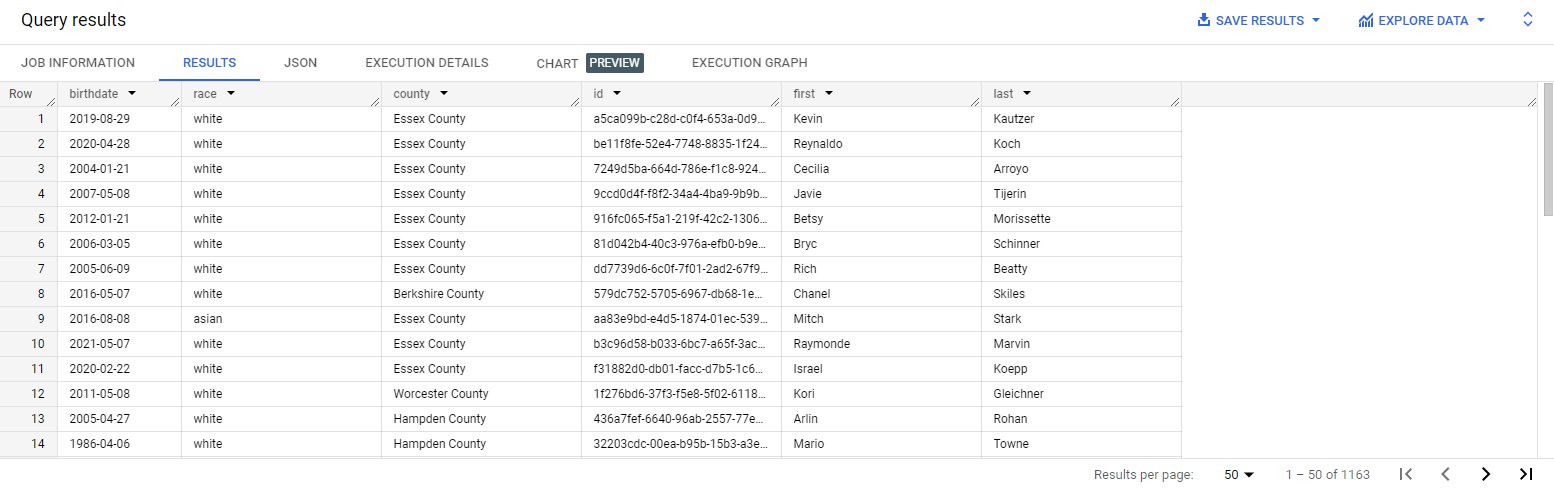 Query results SAVE RESULTS EXPLORE DATA
JOB INFORMATION RESULTS JSON EXECUTION DETAILS CHART PREVIEW EXECUTION GRAPH
Row birthdate race county id first last
1 2019-08-29 white Essex County a5ca099b-c28d-c0f4-653a-0d9... Kevin Kautzer
2 2020-04-28 white Essex County be11f8fe-52e4-7748-8835-1f24... Reynaldo Koch
3 2004-01-21 white Essex County 7249d5ba-664d-786e-f1c8-924... Cecilia Arroyo
4 2007-05-08 white Essex County 9ccd0d4f-f8f2-34a4-4ba9-9b9b... Javie Tijerin
5 2012-01-21 white Essex County 916fc065-f5a1-219f-42c2-1306... Betsy Morissette
6 2006-03-05 white Essex County 81d042b4-40c3-976a-efb0-b9e... Bryc Schinner
7 2005-06-09 white Essex County dd7739d6-6c0f-7f01-2ad2-67f9... Rich Beatty
8 2016-05-07 white Berkshire County 579dc752-5705-6967-db68-1e... Chanel Skiles
9 2016-08-08 asian Essex County aa83e9bd-e4d5-1874-01ec-539... Mitch Stark
10 2021-05-07 white Essex County b3c96d58-b033-6bc7-a65f-3ac... Raymonde Marvin
11 2020-02-22 white Essex County f31882d0-db01-facc-d7b5-1c6... Israel Koepp
12 2011-05-08 white Worcester County 1f276bd6-37f3-f5e8-5f02-6118... Kori Gleichner
13 2005-04-27 white Hampden County 436a7fef-6640-96ab-2557-77e... Arlin Rohan
14 1986-04-06 white Hampden County 32203cdc-00ea-b95b-15b3-a3e... Mario Towne
Results per page: 50 1 – 50 of 1163